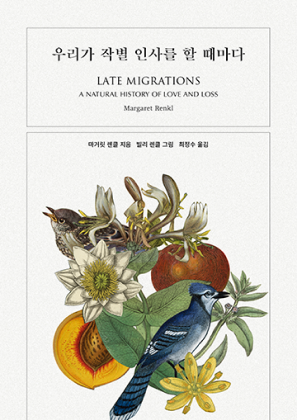 우리가 작별 인사를 할 때마다
LATE MIGRATIONS
A NATURAL HISTORY OF LOVE AND LOSS
Margaret Renkl
마거릿 렌클 지음 빌리 렌클 그림 최정수 옮김